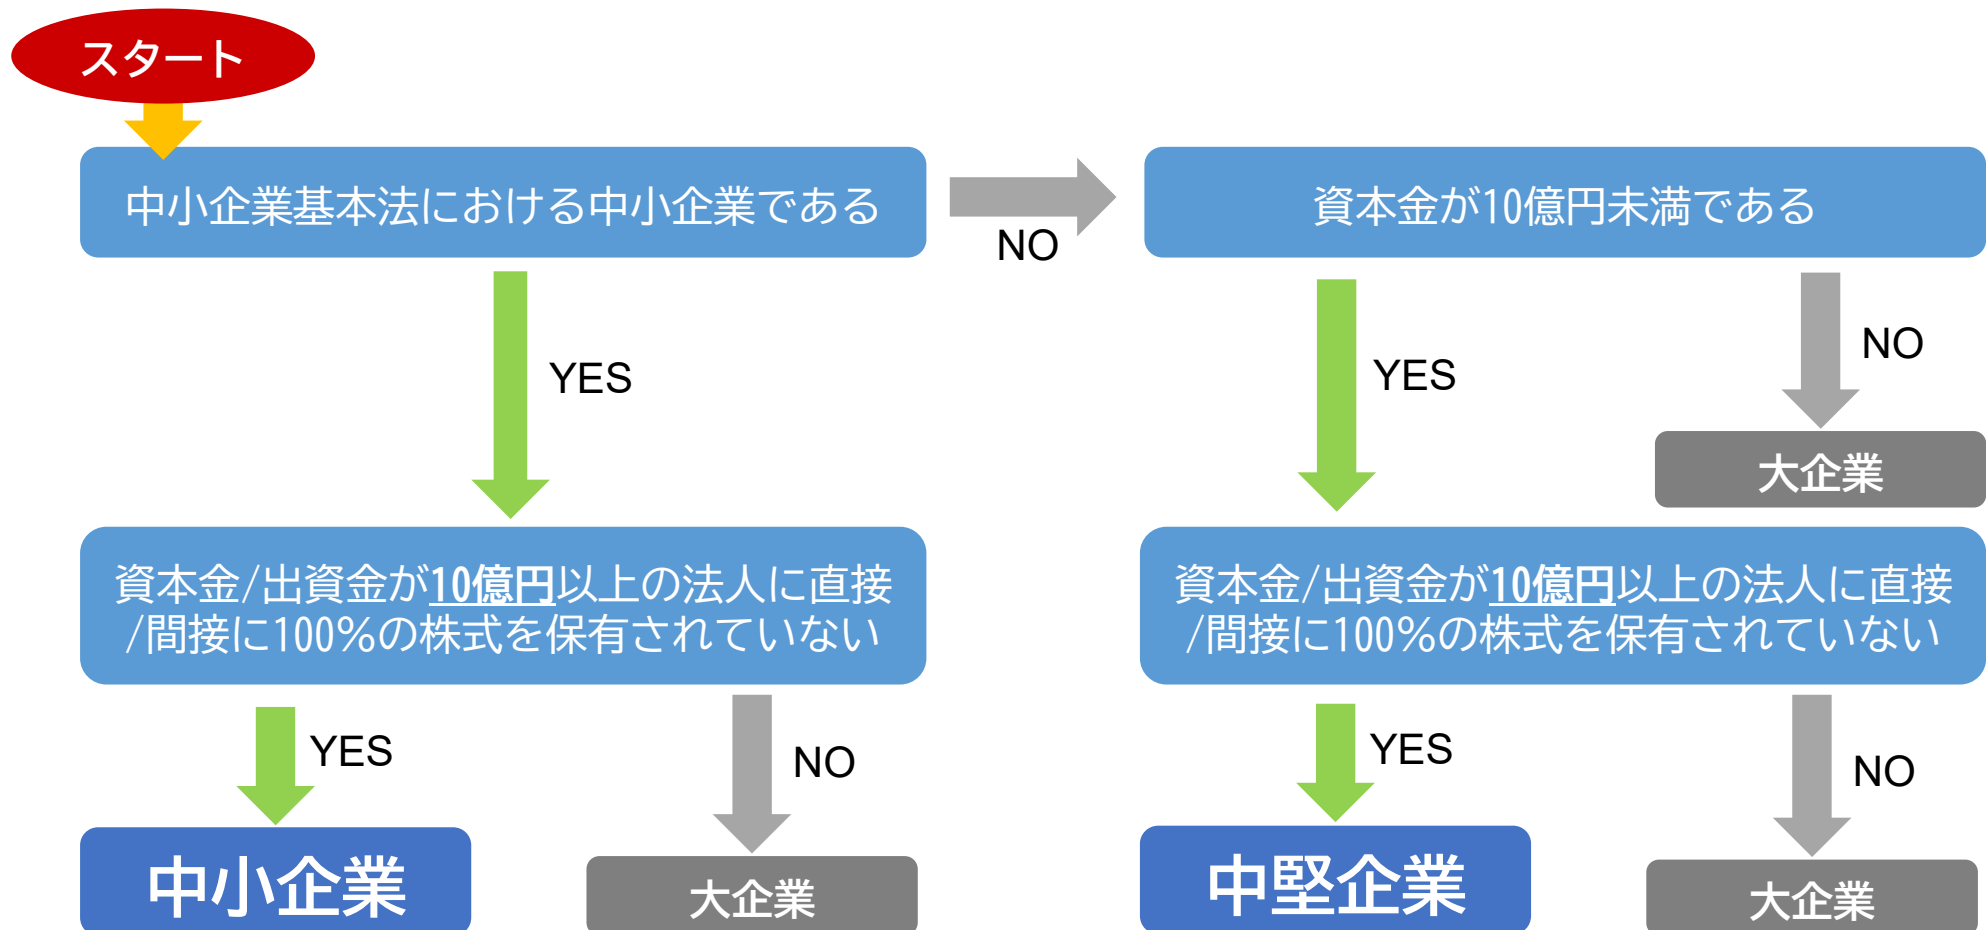 スタート
中小企業基本法における中小企業である
NO
資本金が10億円未満である
YES
YES
NO
大企業
資本金/出資金が10億円以上の法人に直接
/間接に100%の株式を保有されていない
資本金/出資金が10億円以上の法人に直接
/間接に100%の株式を保有されていない
YES
NO
YES
NO
中小企業
大企業
中堅企業
大企業